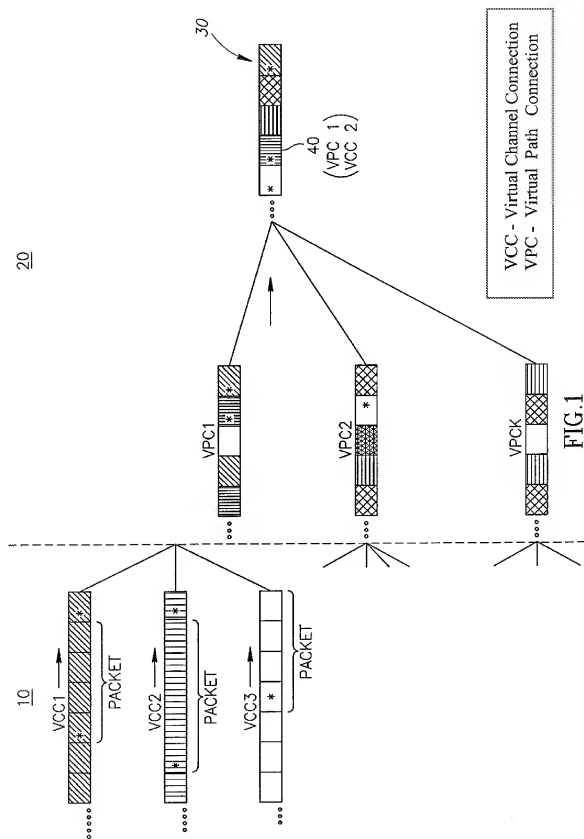 10
20
VCC1
*
*
PACKET
VCC2
*
*
PACKET
VCC3
*
PACKET
VPC1
*
*
VPC2
*
VPCK
30
*
*
*
40
(VPC 1
VCC 2)
VCC - Virtual Channel Connection
VPC - Virtual Path Connection
FIG.1